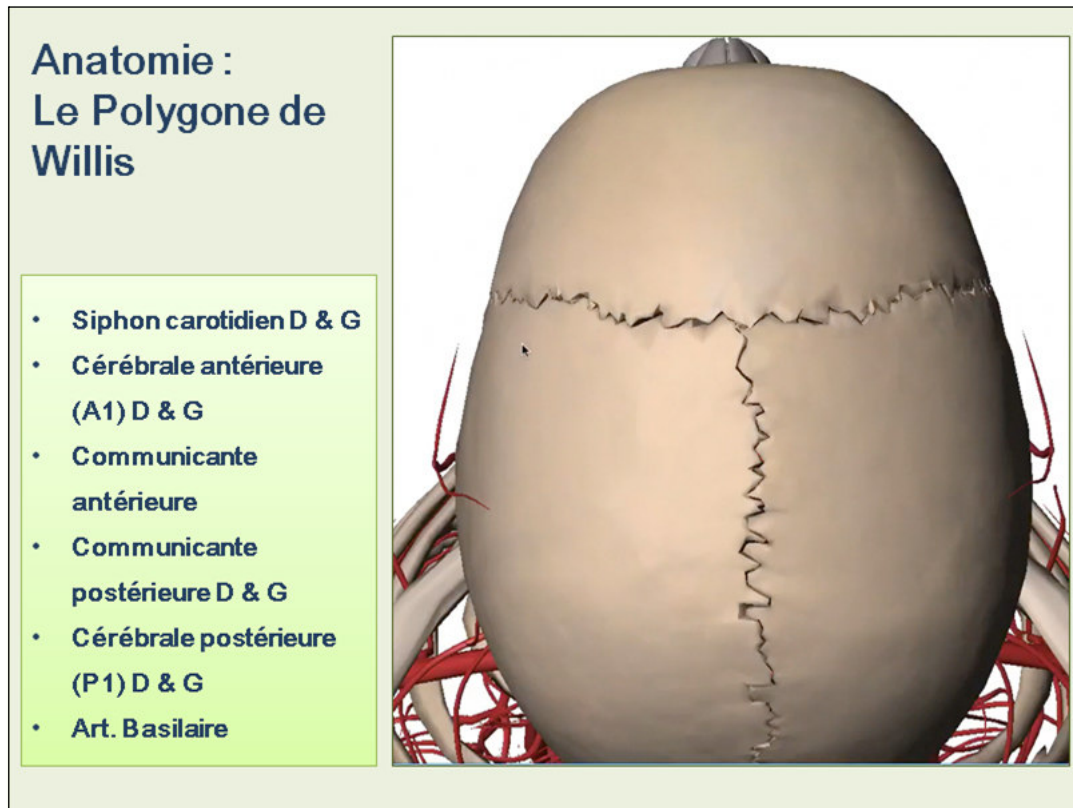 Anatomie :
Le Polygone de
Willis
• Siphon carotidien D & G
• Cérébrale antérieure
(A1) D & G
• Communicante
antérieure
• Communicante
postérieure D & G
• Cérébrale postérieure
(P1) D & G
• Art. Basilaire